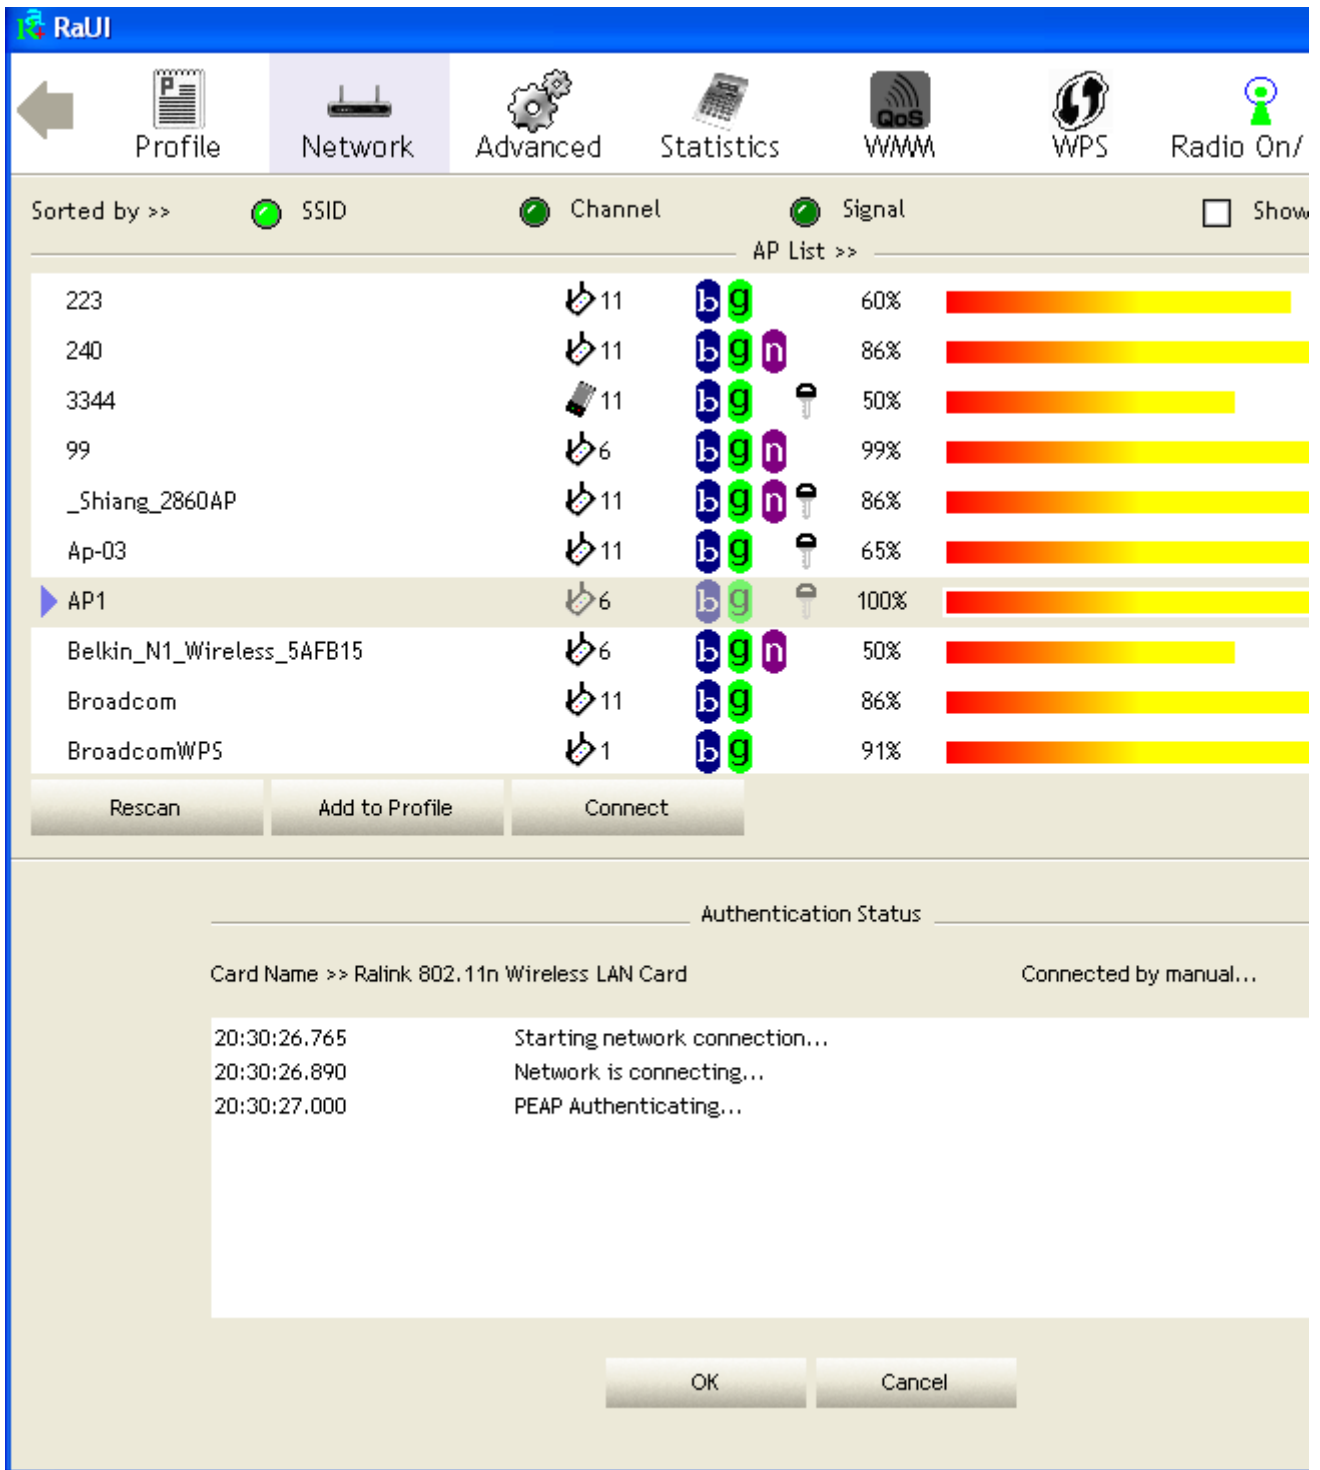 RaUI
Profile Network Advanced Statistics QoS WMM WPS Radio On/
Sorted by >> SSID Channel Signal Show
AP List >>
223 11 b g 60%
240 11 b g n 86%
3344 11 b g 50%
99 6 b g n 99%
_Shiang_2860AP 11 b g n 86%
Ap-03 11 b g 65%
AP1 6 b g 100%
Belkin_N1_Wireless_5AFB15 6 b g n 50%
Broadcom 11 b g 86%
BroadcomWPS 1 b g 91%
Rescan Add to Profile Connect
Authentication Status
Card Name >> Ralink 802.11n Wireless LAN Card Connected by manual...
20:30:26.765 Starting network connection...
20:30:26.890 Network is connecting...
20:30:27.000 PEAP Authenticating...
OK Cancel